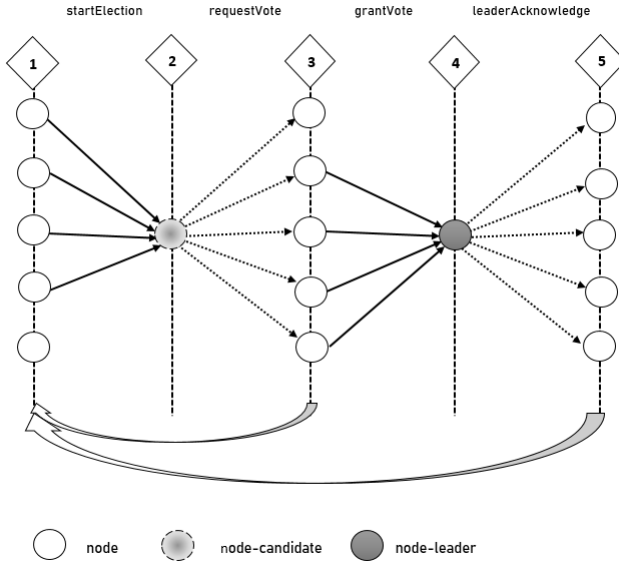 startElection requestVote grantVote leaderAcknowledge
1 2 3 4 5
node node-candidate node-leader